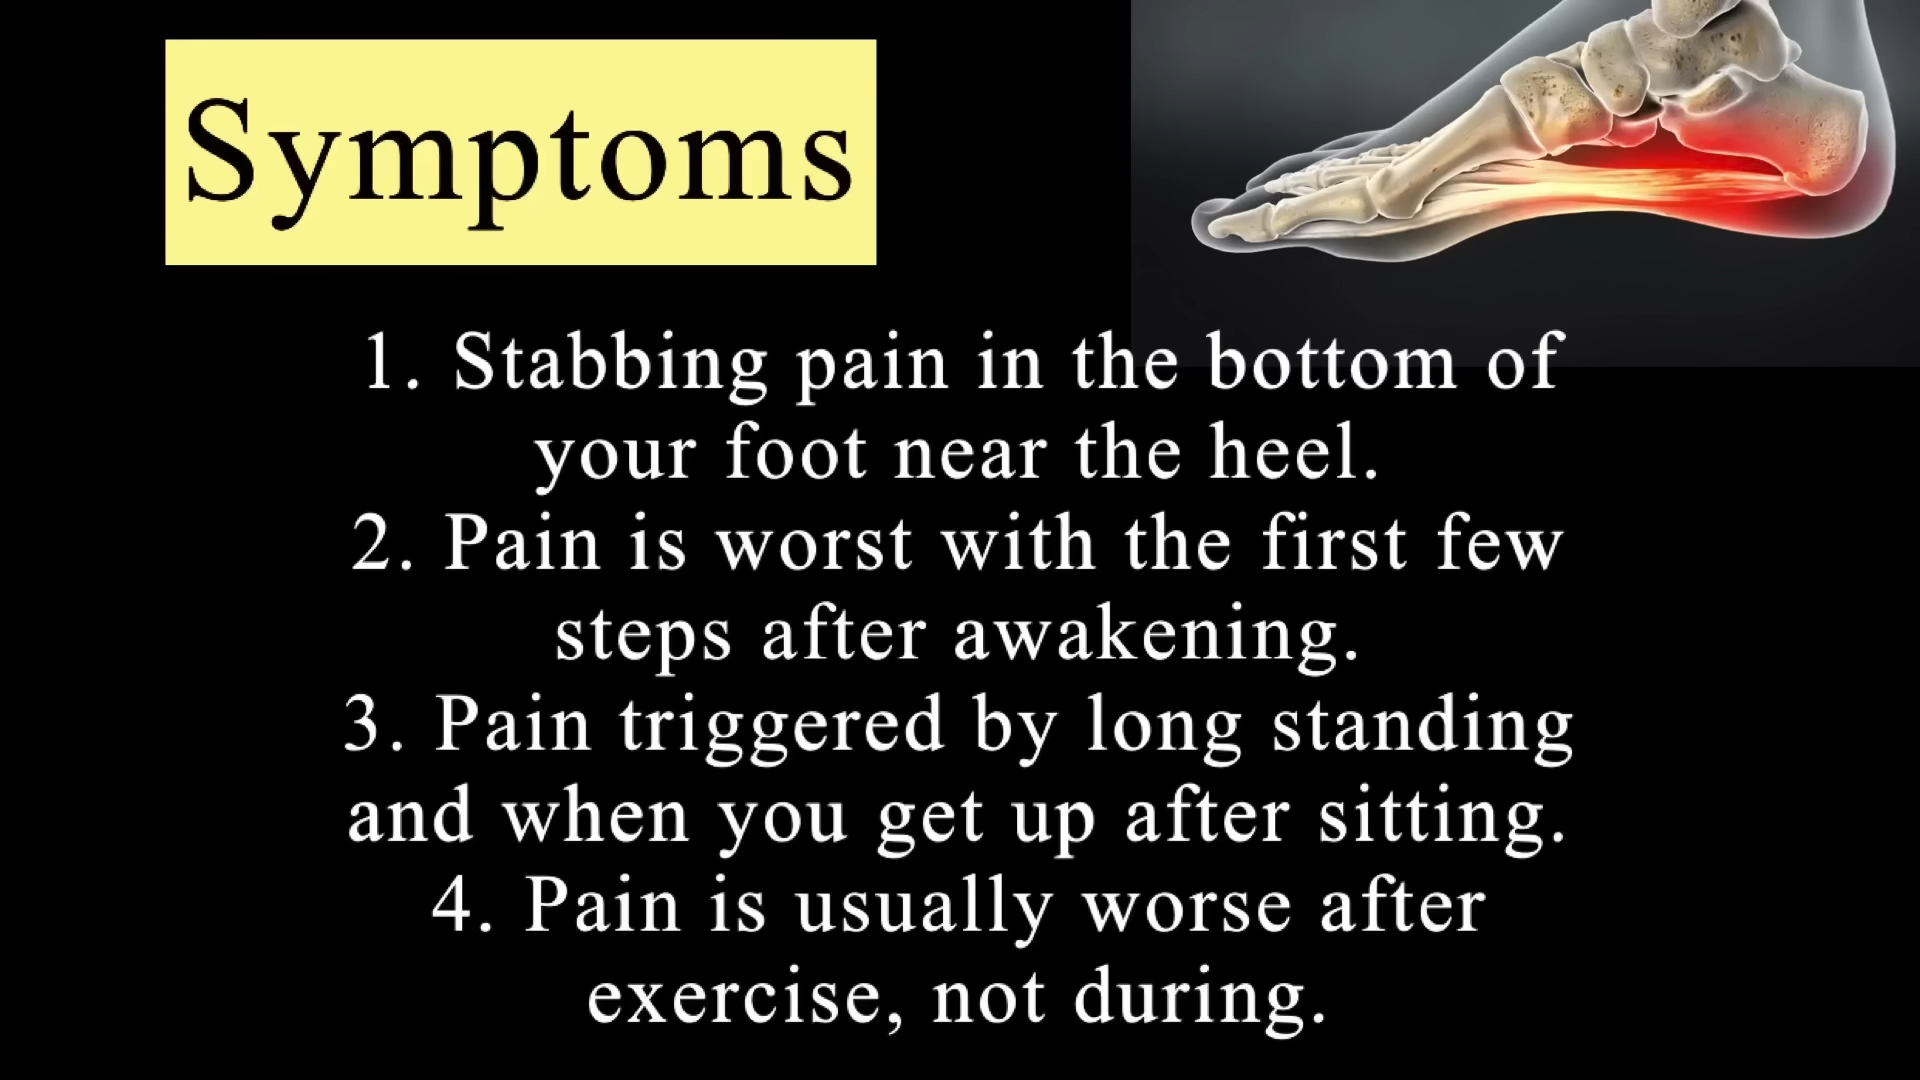 Symptoms
1. Stabbing pain in the bottom of
your foot near the heel.
2. Pain is worst with the first few
steps after awakening.
3. Pain triggered by long standing
and when you get up after sitting.
4. Pain is usually worse after
exercise, not during.